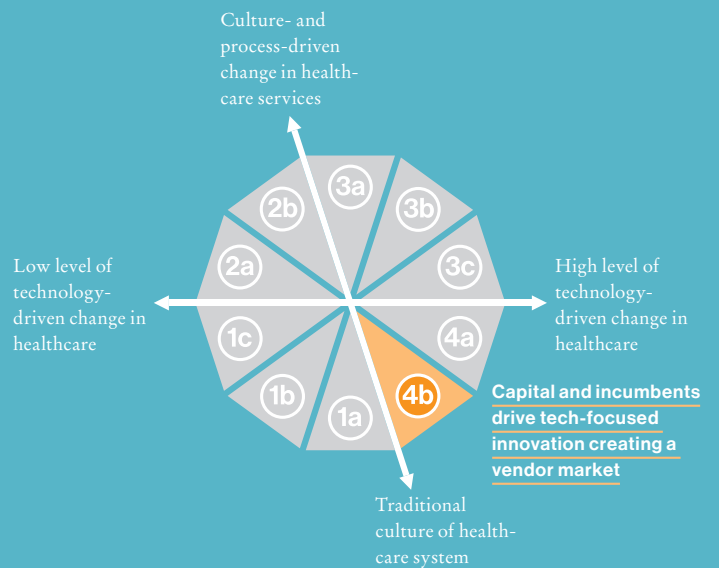 Culture- and
process-driven
change in health-
care services
3a
2b
3b
2a
3c
Low level of
technology-
driven change in
healthcare
High level of
technology-
driven change in
healthcare
1c
4a
1b
4b
1a
Capital and incumbents
drive tech-focused
innovation creating a
vendor market
Traditional
culture of health-
care system